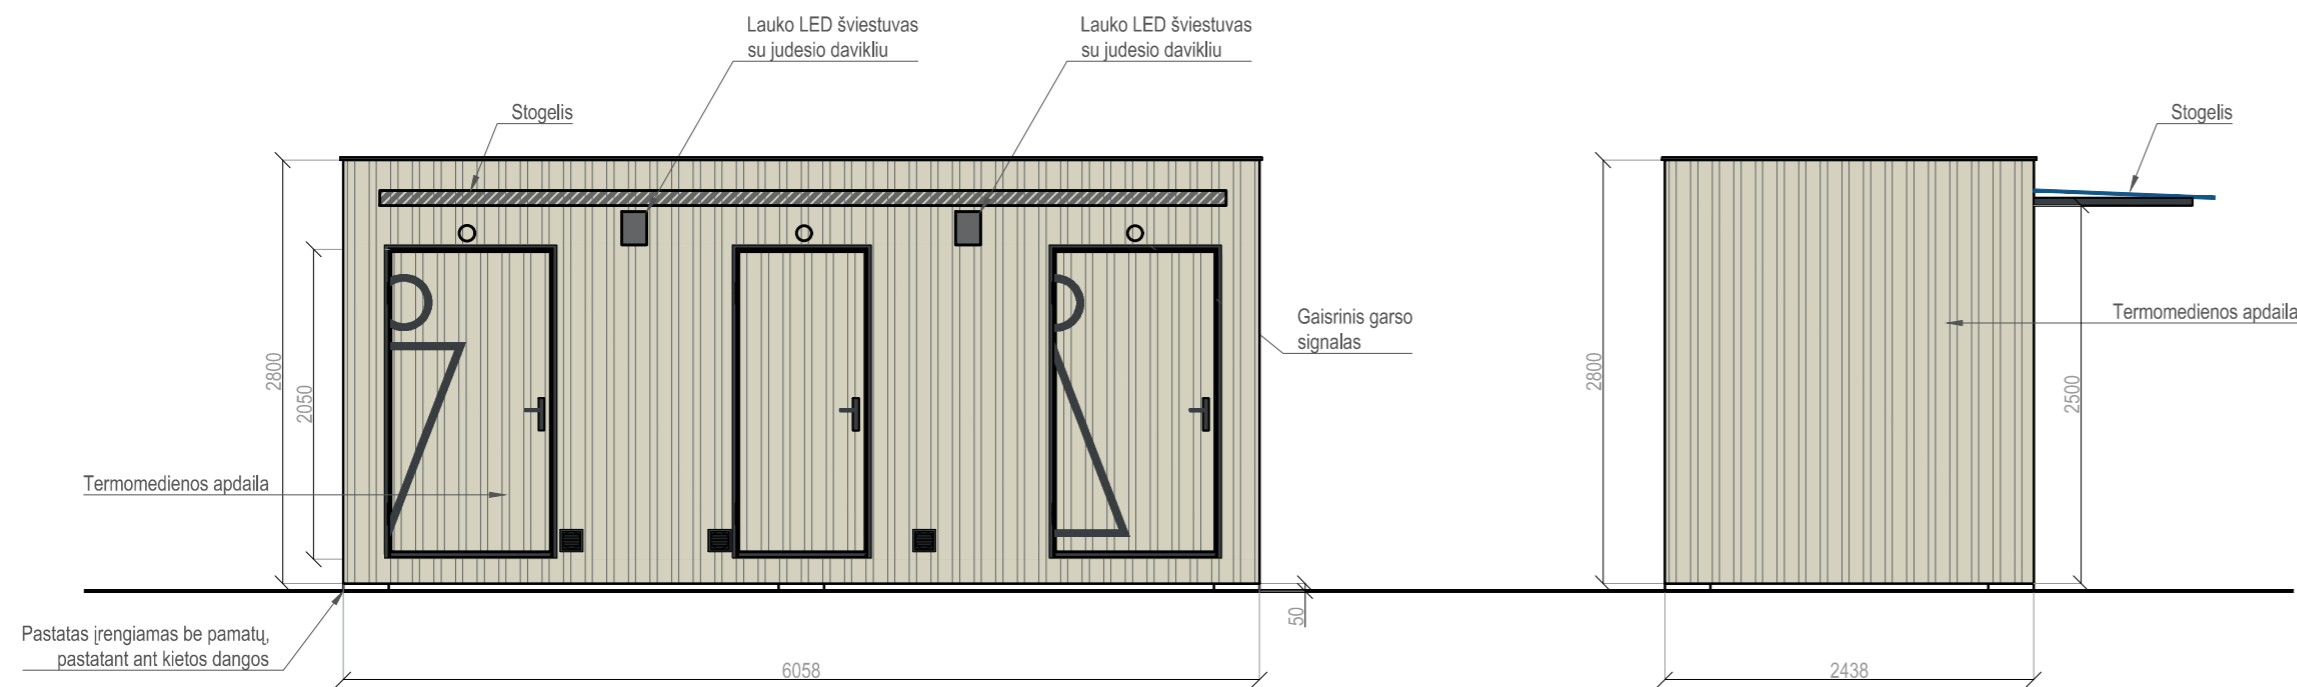 Lauko LED šviestuvas
su judesio davikliu
Lauko LED šviestuvas
su judesio davikliu
Stogelis
Stogelis
Gaisrinis garso
signalas
Termomedienos apdaila
2800
2050
2800
2500
Termomedienos apdaila
50
Pastatas įrengiamas be pamatų,
pastatant ant kietos dangos
6058
2438